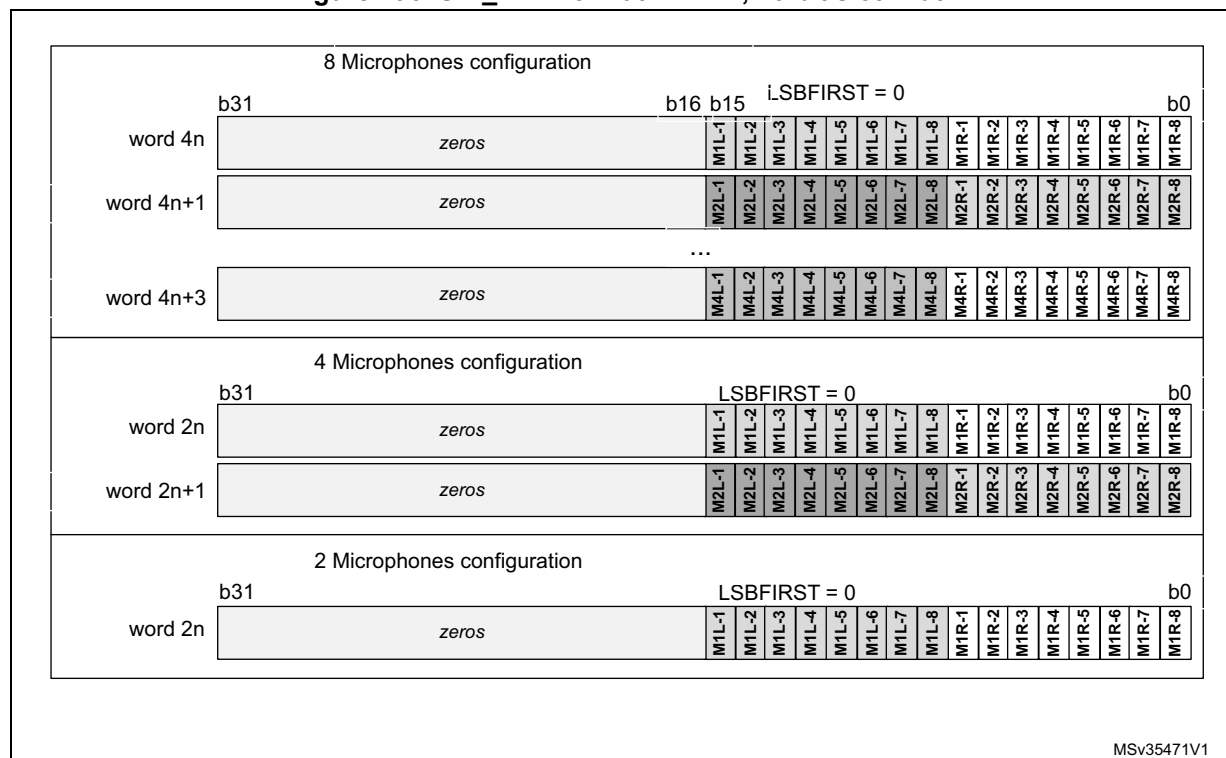 8 Microphones configuration
LSBFIRST = 0
b31 b16 b15 b0
word 4n zeros M1L-1 M1L-2 M1L-3 M1L-4 M1L-5 M1L-6 M1L-7 M1L-8 M1R-1 M1R-2 M1R-3 M1R-4 M1R-5 M1R-6 M1R-7 M1R-8
word 4n+1 zeros M2L-1 M2L-2 M2L-3 M2L-4 M2L-5 M2L-6 M2L-7 M2L-8 M2R-1 M2R-2 M2R-3 M2R-4 M2R-5 M2R-6 M2R-7 M2R-8
...
word 4n+3 zeros M4L-1 M4L-2 M4L-3 M4L-4 M4L-5 M4L-6 M4L-7 M4L-8 M4R-1 M4R-2 M4R-3 M4R-4 M4R-5 M4R-6 M4R-7 M4R-8
4 Microphones configuration
b31 LSBFIRST = 0 b0
word 2n zeros M1L-1 M1L-2 M1L-3 M1L-4 M1L-5 M1L-6 M1L-7 M1L-8 M1R-1 M1R-2 M1R-3 M1R-4 M1R-5 M1R-6 M1R-7 M1R-8
word 2n+1 zeros M2L-1 M2L-2 M2L-3 M2L-4 M2L-5 M2L-6 M2L-7 M2L-8 M2R-1 M2R-2 M2R-3 M2R-4 M2R-5 M2R-6 M2R-7 M2R-8
2 Microphones configuration
b31 LSBFIRST = 0 b0
word 2n zeros M1L-1 M1L-2 M1L-3 M1L-4 M1L-5 M1L-6 M1L-7 M1L-8 M1R-1 M1R-2 M1R-3 M1R-4 M1R-5 M1R-6 M1R-7 M1R-8
MSv35471V1